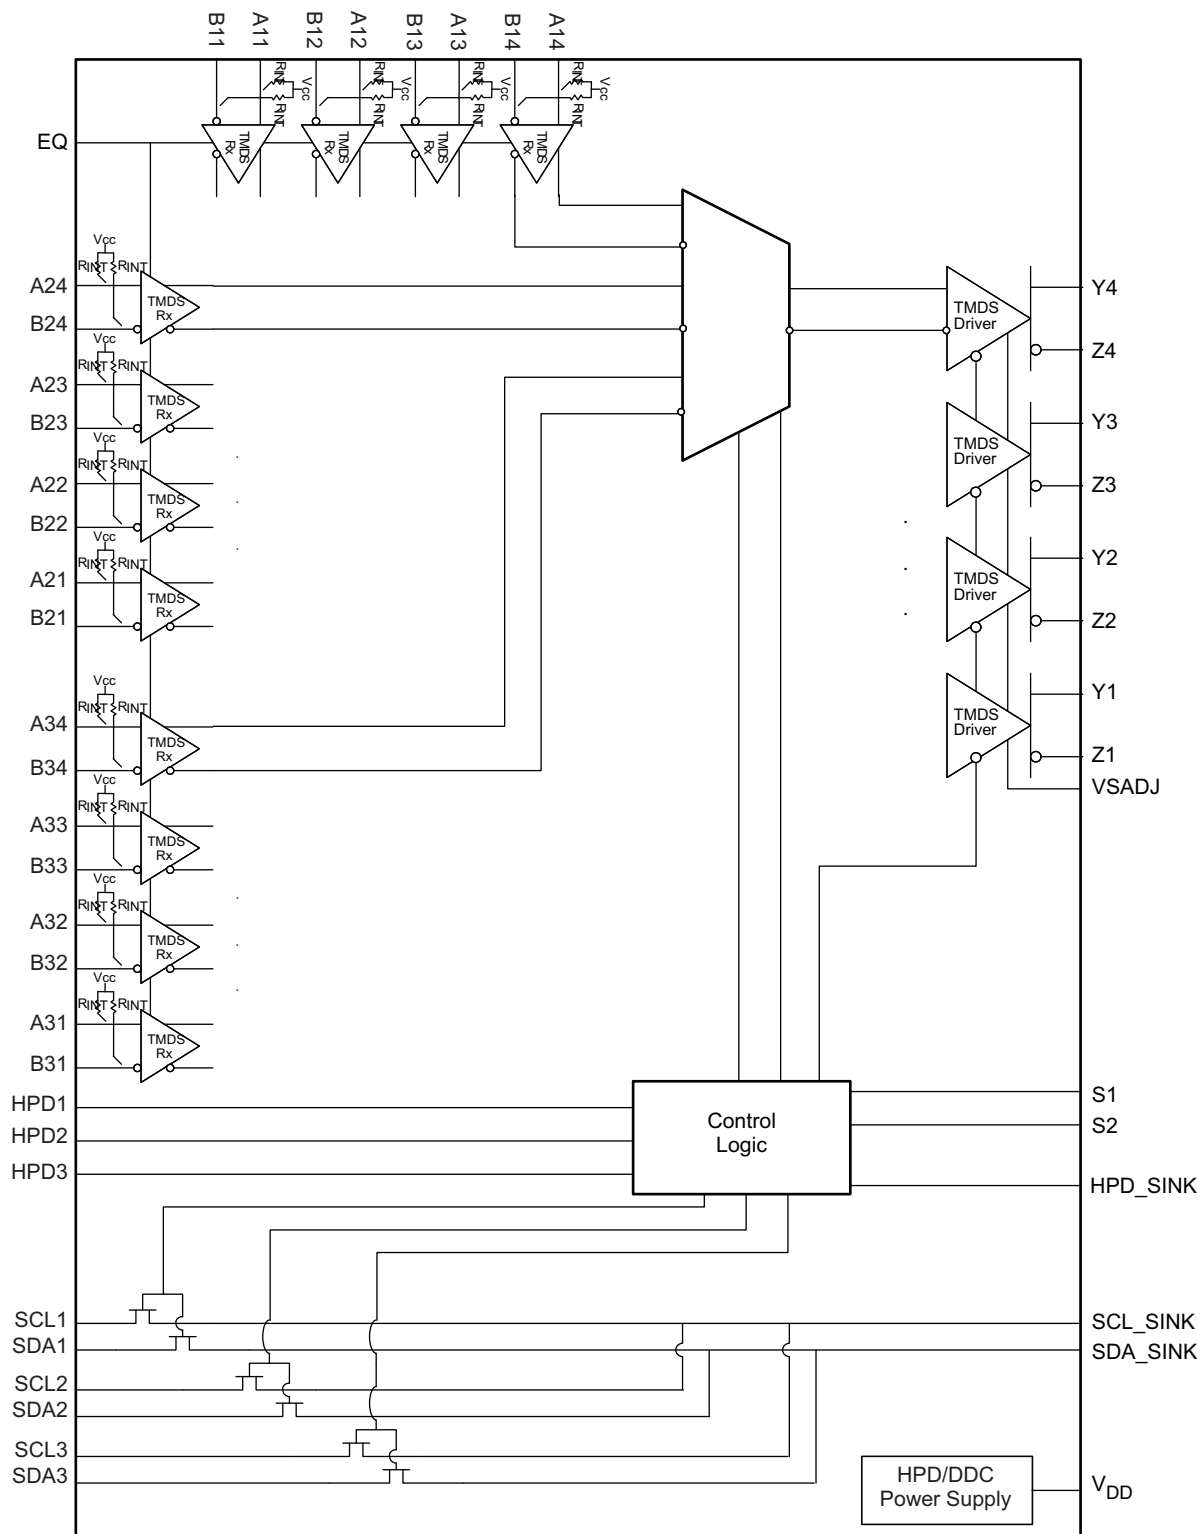 B11 A11 B12 A12 B13 A13 B14 A14
RINT RINT VCC
RINT RINT VCC
RINT RINT VCC
RINT RINT VCC
EQ
TMDS Rx
TMDS Rx
TMDS Rx
TMDS Rx
VCC
RINT RINT
A24
TMDS
Rx
B24
VCC
RINT RINT
A23
TMDS
Rx
B23
VCC
RINT RINT
A22
TMDS
Rx
B22
VCC
RINT RINT
A21
TMDS
Rx
B21
VCC
RINT RINT
A34
TMDS
Rx
B34
VCC
RINT RINT
A33
TMDS
Rx
B33
VCC
RINT RINT
A32
TMDS
Rx
B32
VCC
RINT RINT
A31
TMDS
Rx
B31
TMDS
Driver
Y4
Z4
TMDS
Driver
Y3
Z3
TMDS
Driver
Y2
Z2
TMDS
Driver
Y1
Z1
VSADJ
HPD1
HPD2
HPD3
Control
Logic
S1
S2
HPD_SINK
SCL1
SDA1
SCL2
SDA2
SCL3
SDA3
SCL_SINK
SDA_SINK
HPD/DDC
Power Supply
VDD